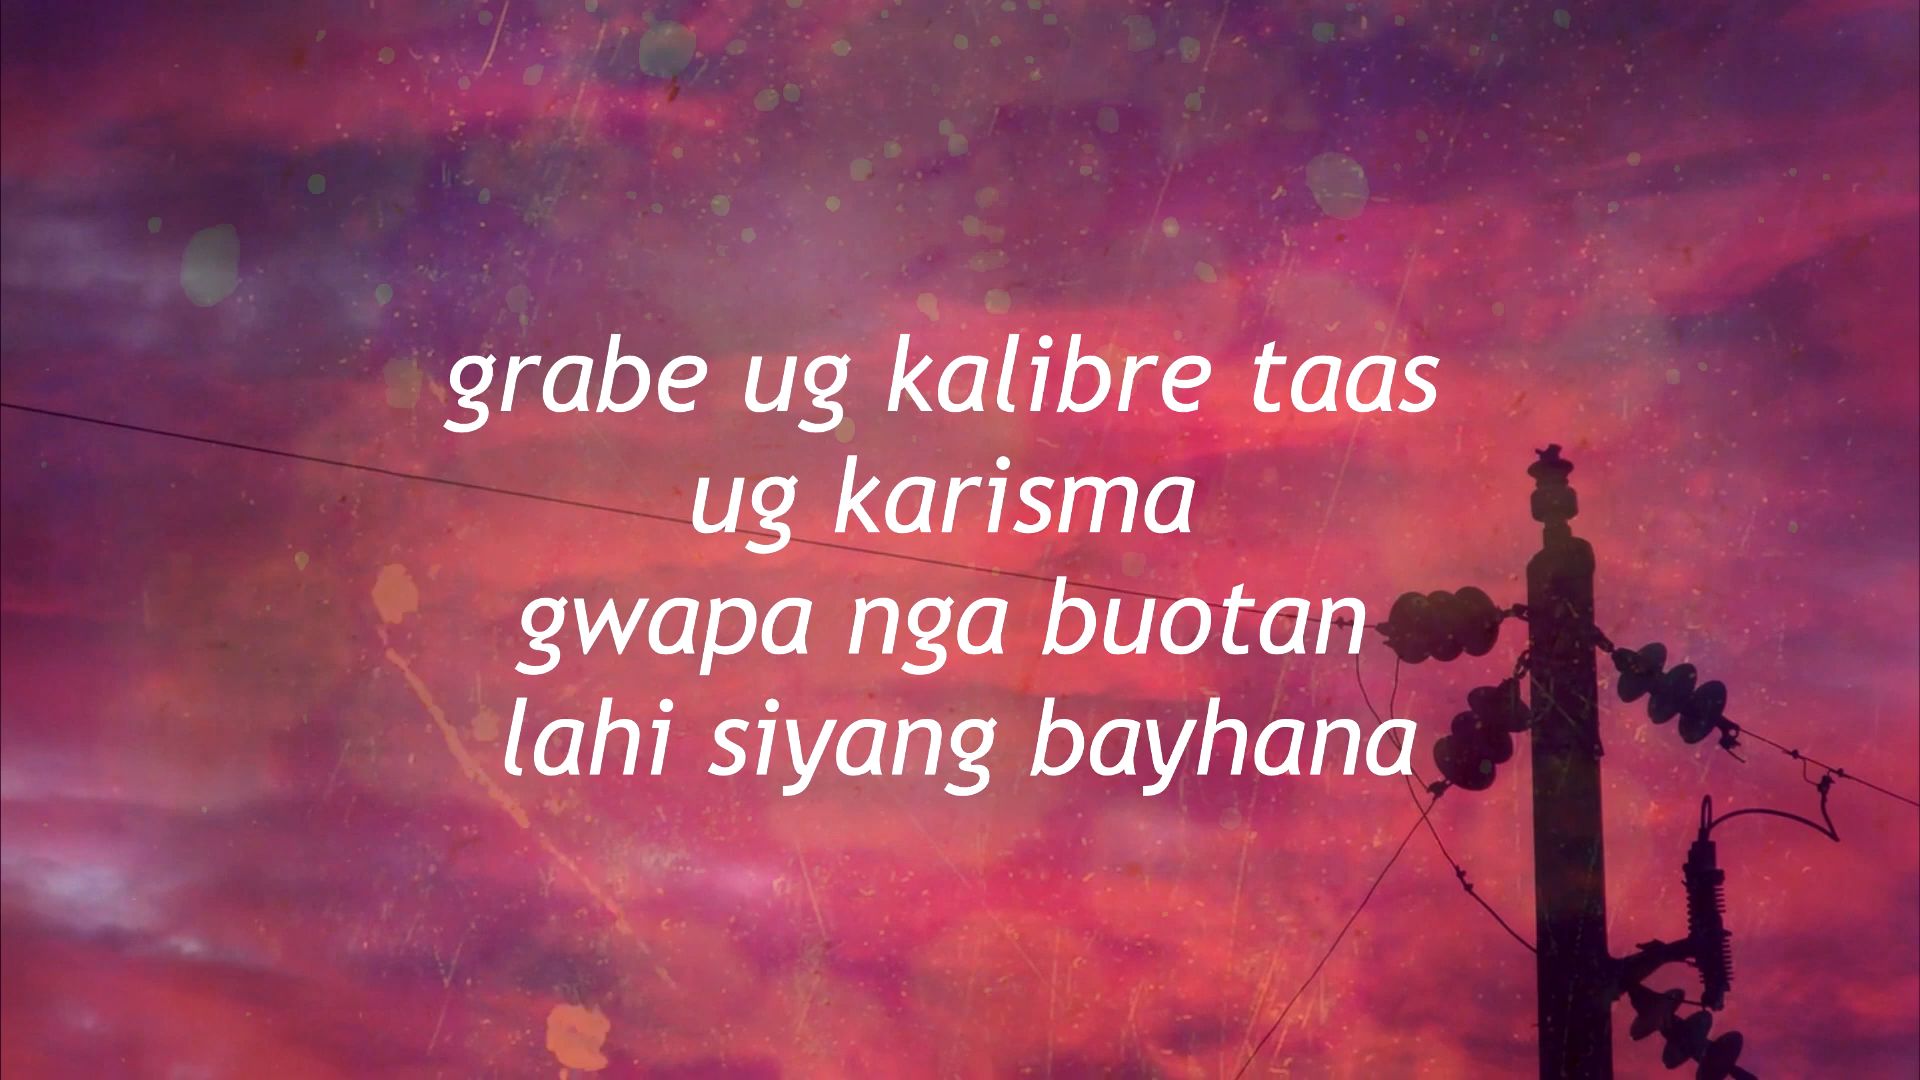 grabe ug kalibre taas
ug karisma
gwapa nga buotan
lahi siyang bayhana